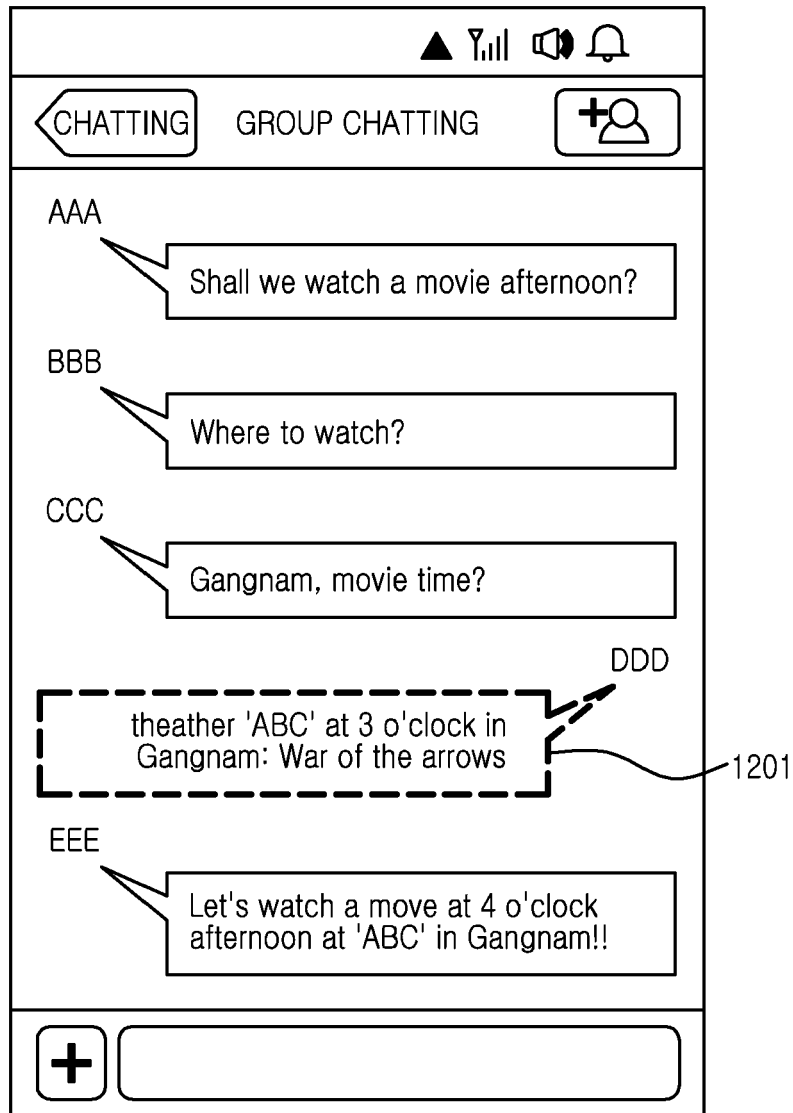 CHATTING GROUP CHATTING
AAA
Shall we watch a movie afternoon?
BBB
Where to watch?
CCC
Gangnam, movie time?
DDD
theather 'ABC' at 3 o'clock in
Gangnam: War of the arrows
1201
EEE
Let's watch a move at 4 o'clock
afternoon at 'ABC' in Gangnam!!